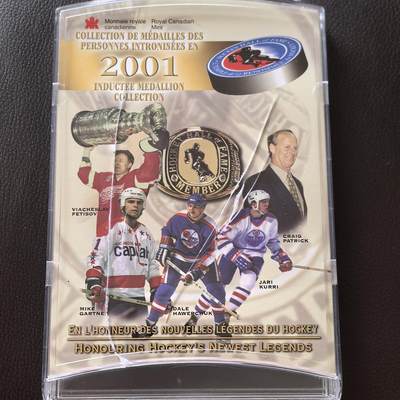 Monnaie royale canadienne
Royal Canadian Mint
COLLECTION DE MÉDAILLES DES
PERSONNES INTRONISÉES EN
2001
INDUCTEE MEDALLION
COLLECTION
HOCKEY HALL of FAME
MEMBER
VIACHESLAV
FETISOV
CRAIG
PATRICK
JARI
KURRI
MIKE
GARTNER
DALE
HAWERCHUK
capitals
EN L'HONNEUR DES NOUVELLES LÉGENDES DU HOCKEY
HONOURING HOCKEY'S NEWEST LEGENDS